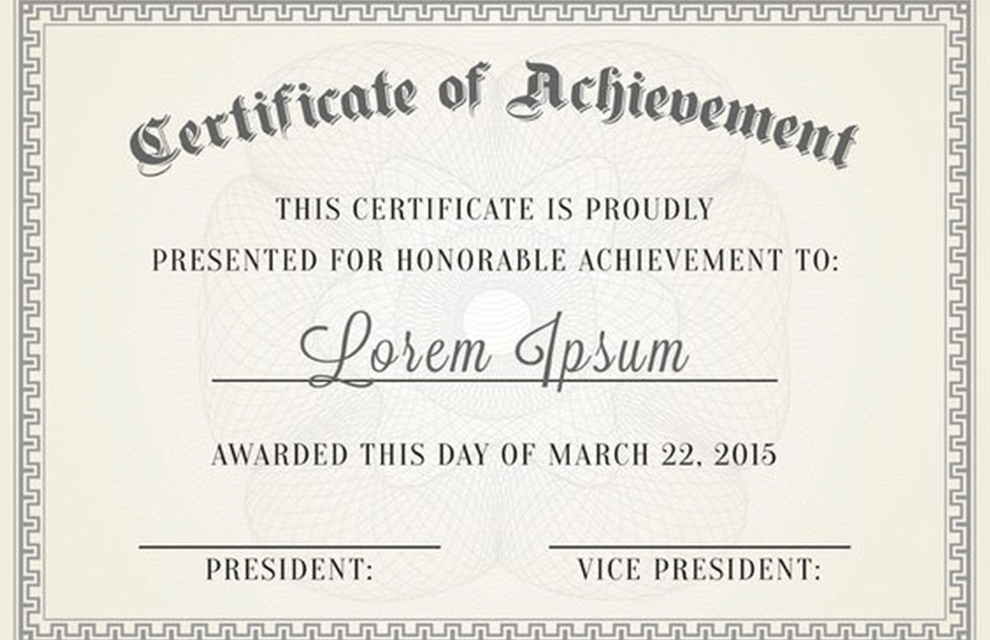 Certificate of Achievement
THIS CERTIFICATE IS PROUDLY
PRESENTED FOR HONORABLE ACHIEVEMENT TO:
Lorem Ipsum
AWARDED THIS DAY OF MARCH 22, 2015
PRESIDENT: VICE PRESIDENT: